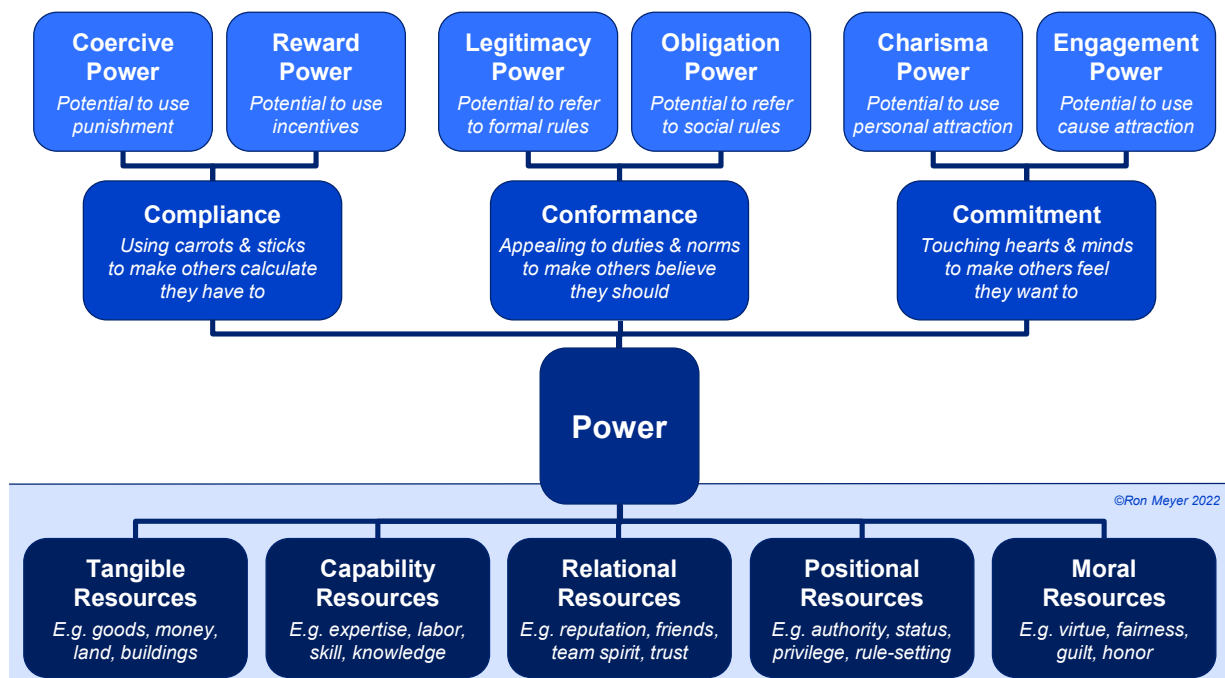 Coercive
Power
Potential to use
punishment
Reward
Power
Potential to use
incentives
Legitimacy
Power
Potential to refer
to formal rules
Obligation
Power
Potential to refer
to social rules
Charisma
Power
Potential to use
personal attraction
Engagement
Power
Potential to use
cause attraction
Compliance
Using carrots & sticks
to make others calculate
they have to
Conformance
Appealing to duties & norms
to make others believe
they should
Commitment
Touching hearts & minds
to make others feel
they want to
Power
©Ron Meyer 2022
Tangible
Resources
E.g. goods, money,
land, buildings
Capability
Resources
E.g. expertise, labor,
skill, knowledge
Relational
Resources
E.g. reputation, friends,
team spirit, trust
Positional
Resources
E.g. authority, status,
privilege, rule-setting
Moral
Resources
E.g. virtue, fairness,
guilt, honor